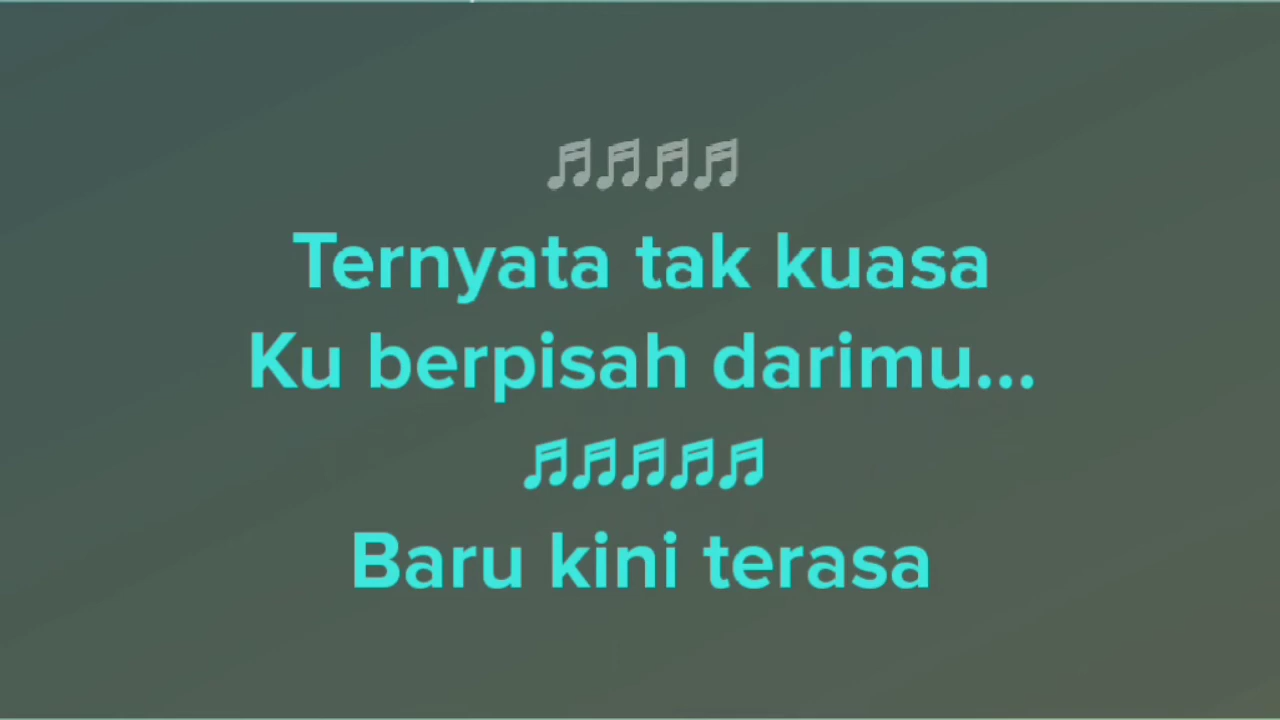 ♬♬♬♬
Ternyata tak kuasa
Ku berpisah darimu...
♬♬♬♬♬
Baru kini terasa